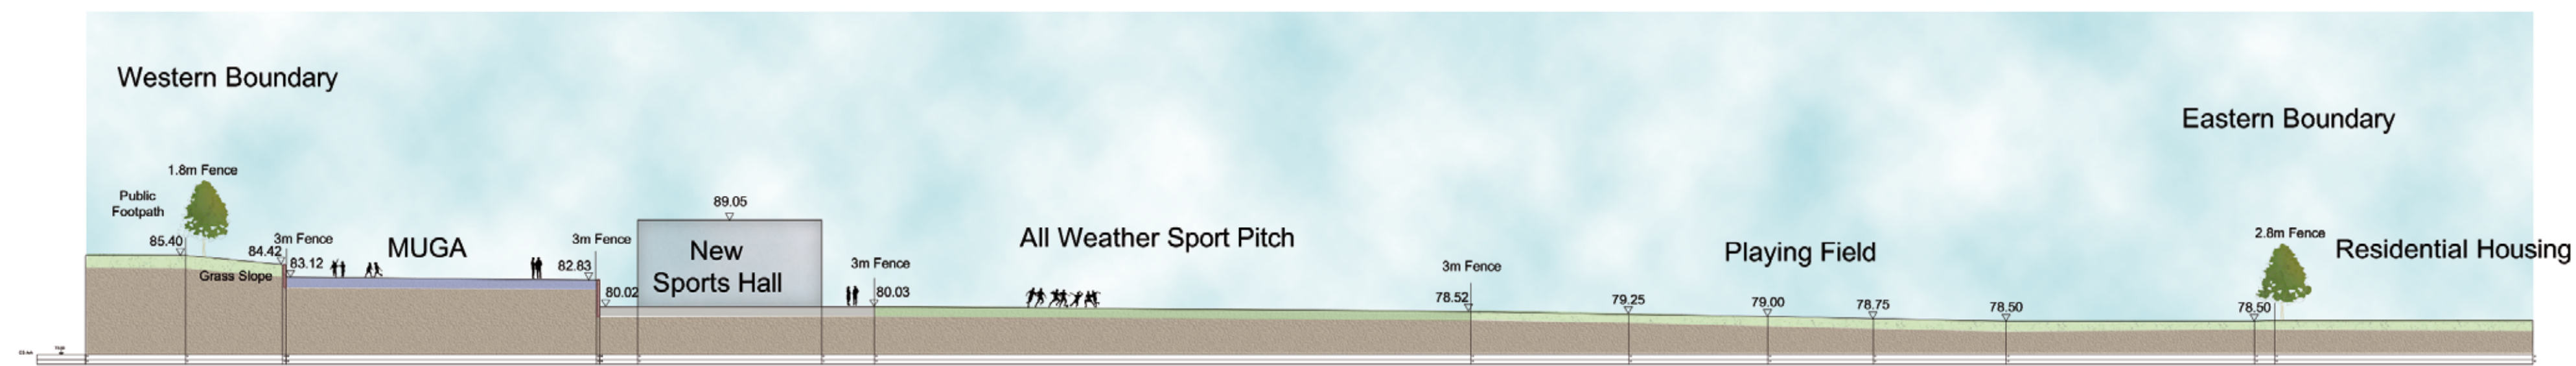 Western Boundary
Eastern Boundary
1.8m Fence
Public
Footpath
85.40
84.42
3m Fence
83.12
Grass Slope
MUGA
3m Fence
82.83
80.02
89.05
New
Sports Hall
3m Fence
80.03
All Weather Sport Pitch
3m Fence
78.52
79.25
Playing Field
79.00
78.75
78.50
2.8m Fence
78.50
Residential Housing